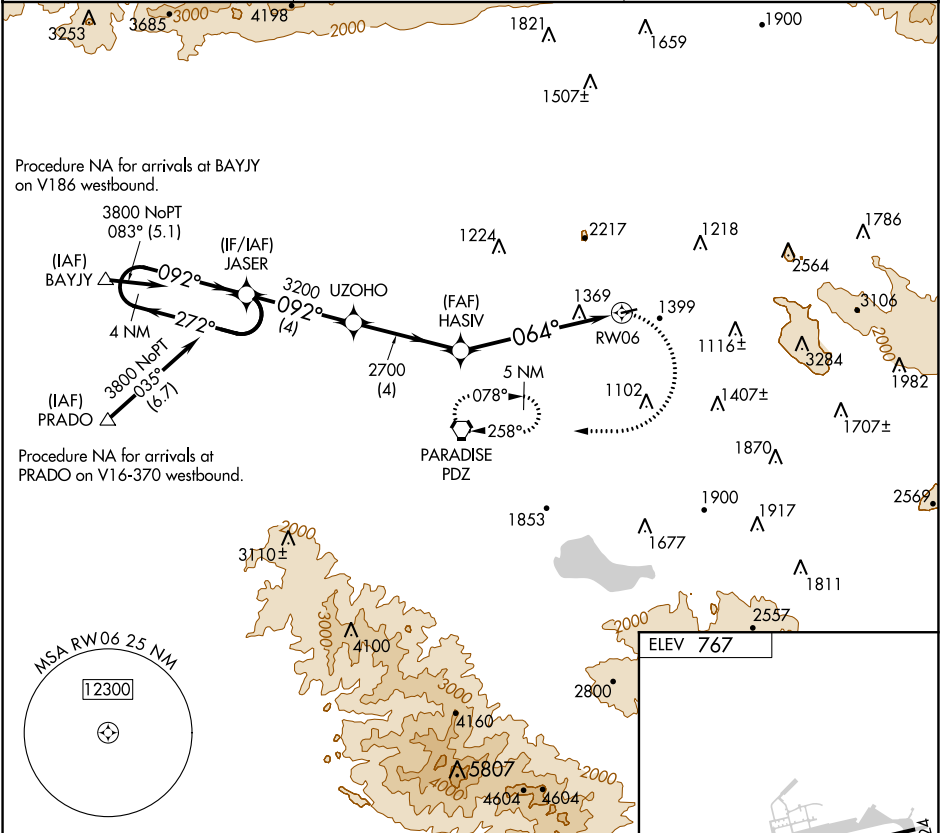 3253
3685
3000
4198
2000
1821
1659
1900
1507±
Procedure NA for arrivals at BAYJY
on V186 westbound.
3800 NoPT
083° (5.1)
(IAF)
BAYJY
092°
(IF/IAF)
JASER
3200
092°
(4)
UZOHO
272°
4 NM
3800 NoPT
035°
(6.7)
(IAF)
PRADO
Procedure NA for arrivals at
PRADO on V16-370 westbound.
2700
(4)
(FAF)
HASIV
064°
1224
2217
1369
RW06
1399
1218
1786
2564
3106
2000
1116±
3284
1982
5 NM
078°
258°
PARADISE
PDZ
1102
1407±
1707±
1870
1853
1900
1917
2569
1677
1811
2000
3110±
3000
4100
2000
2557
2800
3000
4160
5807
4000
2000
4604
4604
MSA RW06 25 NM
12300
ELEV 767
24